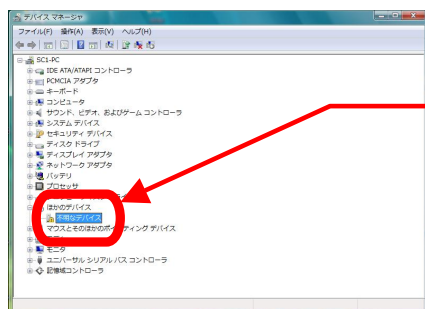 デバイス マネージャ
ファイル(F) 操作(A) 表示(V) ヘルプ(H)
SC1-PC
IDE ATA/ATAPI コントローラ
PCMCIA アダプタ
キーボード
コンピュータ
サウンド、ビデオ、およびゲーム コントローラ
システム デバイス
セキュリティ デバイス
ディスク ドライブ
ディスプレイ アダプタ
ネットワーク アダプタ
バッテリ
プロセッサ
ほかのデバイス
不明なデバイス
マウスとそのほかのポインティング デバイス
モニタ
ユニバーサル シリアル バス コントローラ
記憶域コントローラ